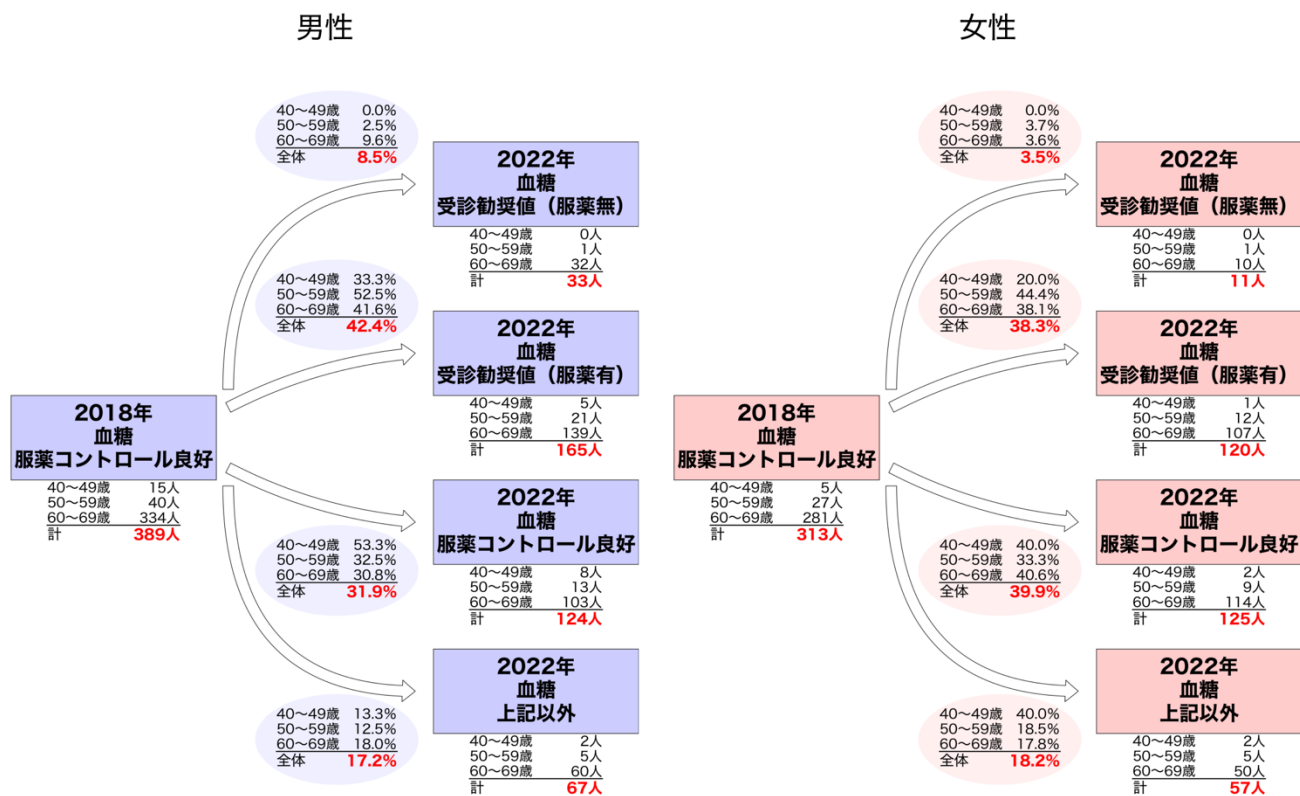 男性
40〜49歳 0.0%
50〜59歳 2.5%
60〜69歳 9.6%
全体 8.5%
2022年
血糖
受診勧奨値（服薬無）
40〜49歳 0人
50〜59歳 1人
60〜69歳 32人
計 33人
40〜49歳 33.3%
50〜59歳 52.5%
60〜69歳 41.6%
全体 42.4%
2022年
血糖
受診勧奨値（服薬有）
40〜49歳 5人
50〜59歳 21人
60〜69歳 139人
計 165人
2018年
血糖
服薬コントロール良好
40〜49歳 15人
50〜59歳 40人
60〜69歳 334人
計 389人
40〜49歳 53.3%
50〜59歳 32.5%
60〜69歳 30.8%
全体 31.9%
2022年
血糖
服薬コントロール良好
40〜49歳 8人
50〜59歳 13人
60〜69歳 103人
計 124人
40〜49歳 13.3%
50〜59歳 12.5%
60〜69歳 18.0%
全体 17.2%
2022年
血糖
上記以外
40〜49歳 2人
50〜59歳 5人
60〜69歳 60人
計 67人
女性
40〜49歳 0.0%
50〜59歳 3.7%
60〜69歳 3.6%
全体 3.5%
2022年
血糖
受診勧奨値（服薬無）
40〜49歳 0人
50〜59歳 1人
60〜69歳 10人
計 11人
40〜49歳 20.0%
50〜59歳 44.4%
60〜69歳 38.1%
全体 38.3%
2022年
血糖
受診勧奨値（服薬有）
40〜49歳 1人
50〜59歳 12人
60〜69歳 107人
計 120人
2018年
血糖
服薬コントロール良好
40〜49歳 5人
50〜59歳 27人
60〜69歳 281人
計 313人
40〜49歳 40.0%
50〜59歳 33.3%
60〜69歳 40.6%
全体 39.9%
2022年
血糖
服薬コントロール良好
40〜49歳 2人
50〜59歳 9人
60〜69歳 114人
計 125人
40〜49歳 40.0%
50〜59歳 18.5%
60〜69歳 17.8%
全体 18.2%
2022年
血糖
上記以外
40〜49歳 2人
50〜59歳 5人
60〜69歳 50人
計 57人